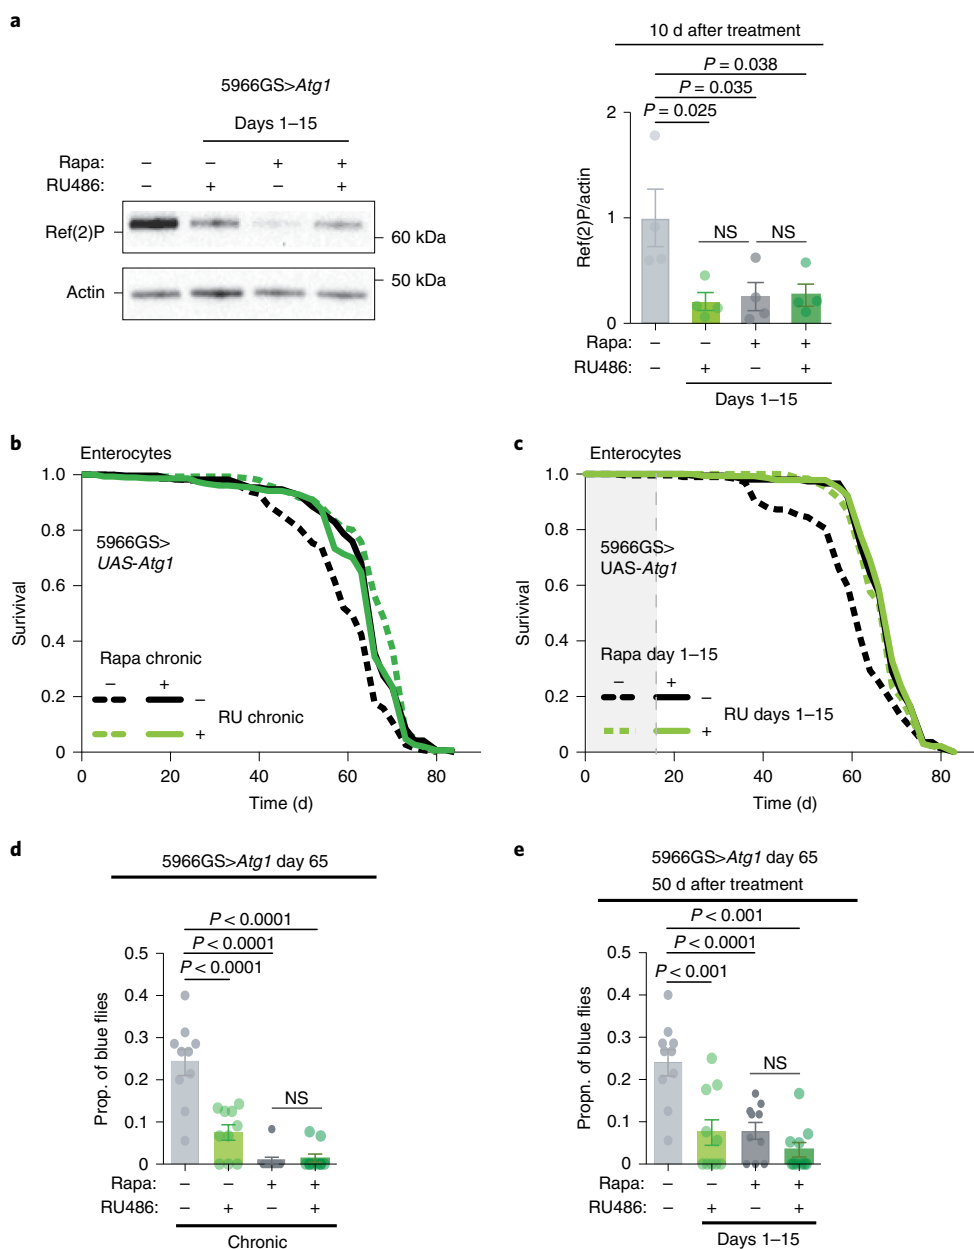 a
5966GS>Atg1
Days 1–15
Rapa: – – + +
RU486: – + – +
Ref(2)P
60 kDa
50 kDa
Actin
10 d after treatment
P = 0.038
P = 0.035
P = 0.025
Ref(2)P/actin
2
1
0
NS NS
Rapa: – – + +
RU486: – + – +
Days 1–15
b
Enterocytes
Surivival
1.0
0.8
0.6
0.4
0.2
0
5966GS>
UAS-Atg1
Rapa chronic
– +
–
RU chronic
+
0 20 40 60 80
Time (d)
c
Enterocytes
Surivival
1.0
0.8
0.6
0.4
0.2
0
5966GS>
UAS-Atg1
Rapa day 1–15
– +
–
RU days 1–15
+
0 20 40 60 80
Time (d)
d
5966GS>Atg1 day 65
P < 0.0001
P < 0.0001
P < 0.0001
Prop. of blue flies
0.5
0.4
0.3
0.2
0.1
0
NS
Rapa: – – + +
RU486: – + – +
Chronic
e
5966GS>Atg1 day 65
50 d after treatment
P < 0.001
P < 0.0001
P < 0.001
Propn. of blue flies
0.5
0.4
0.3
0.2
0.1
0
NS
Rapa: – – + +
RU486: – + – +
Days 1–15